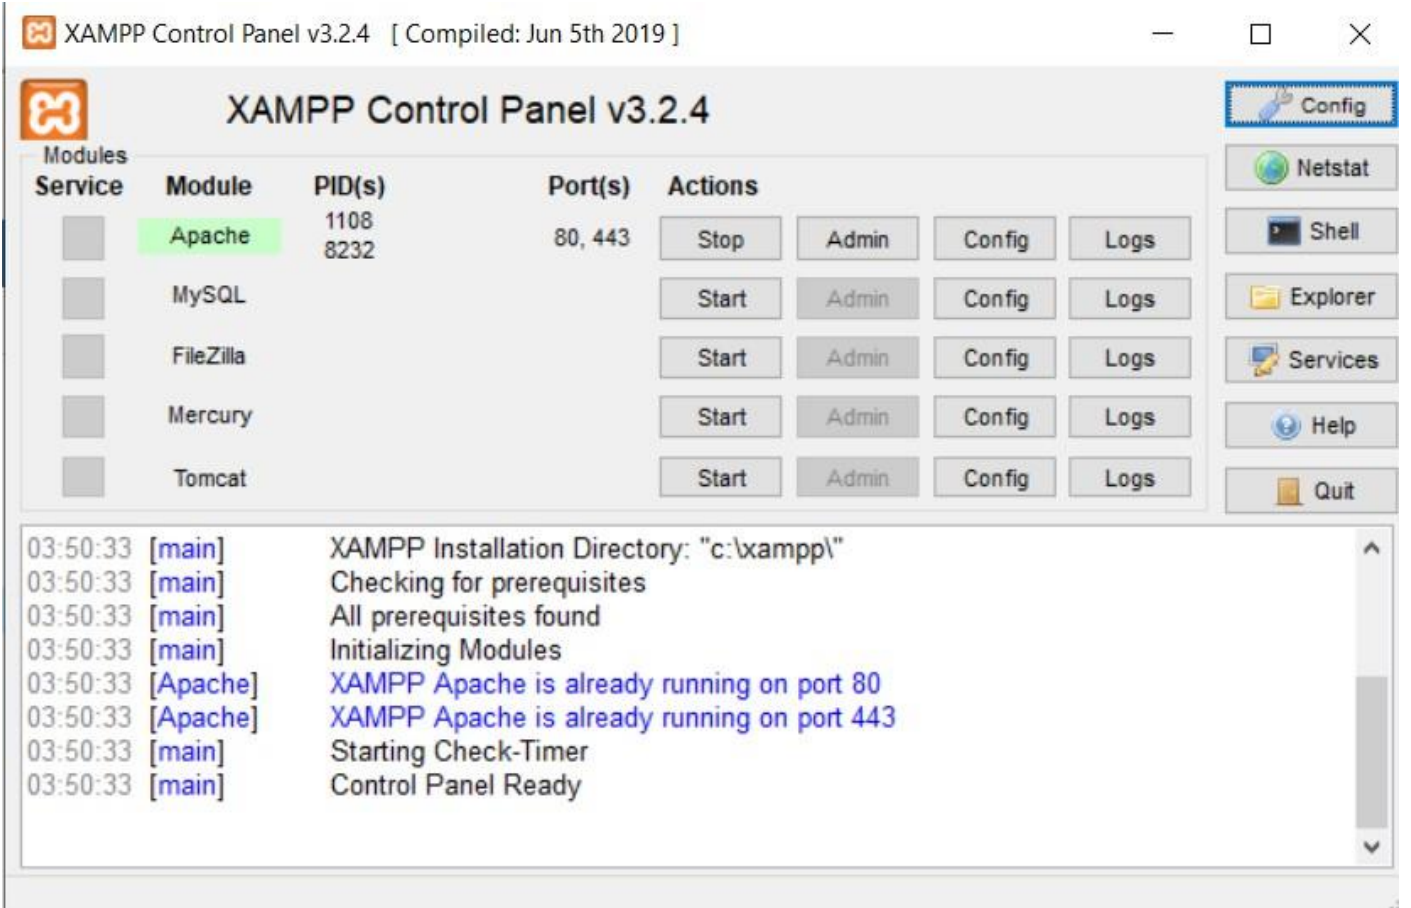 XAMPP Control Panel v3.2.4 [ Compiled: Jun 5th 2019 ]
XAMPP Control Panel v3.2.4
Config
Modules
Netstat
Service Module PID(s) Port(s) Actions
Apache 1108 8232 80, 443 Stop Admin Config Logs
Shell
MySQL Start Admin Config Logs
Explorer
FileZilla Start Admin Config Logs
Services
Mercury Start Admin Config Logs
Help
Tomcat Start Admin Config Logs
Quit
03:50:33 [main] XAMPP Installation Directory: "c:\xampp\"
03:50:33 [main] Checking for prerequisites
03:50:33 [main] All prerequisites found
03:50:33 [main] Initializing Modules
03:50:33 [Apache] XAMPP Apache is already running on port 80
03:50:33 [Apache] XAMPP Apache is already running on port 443
03:50:33 [main] Starting Check-Timer
03:50:33 [main] Control Panel Ready